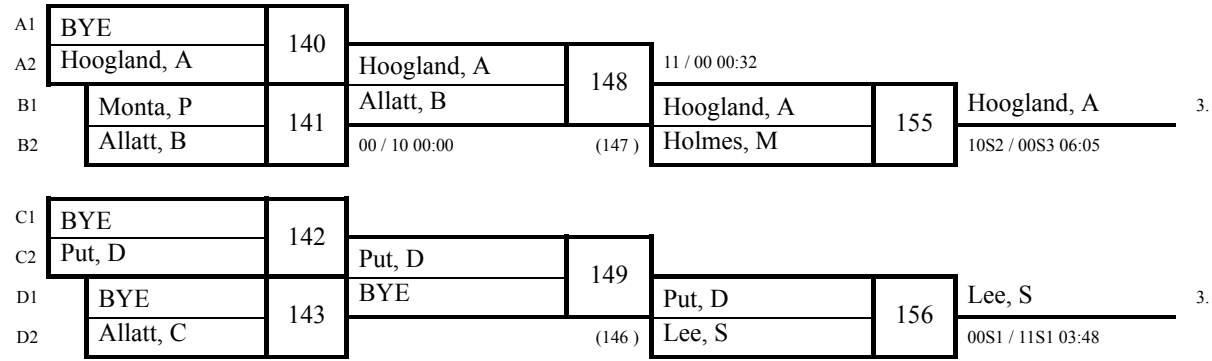 A1 BYE
140
A2 Hoogland, A
Hoogland, A
148
11 / 00 00:32
B1 Monta, P
141
Allatt, B
Hoogland, A
155
Hoogland, A
3.
B2 Allatt, B
00 / 10 00:00
(147 ) Holmes, M
10S2 / 00S3 06:05
C1 BYE
142
C2 Put, D
Put, D
149
D1 BYE
143
BYE
Put, D
156
Lee, S
3.
D2 Allatt, C
(146 ) Lee, S
00S1 / 11S1 03:48